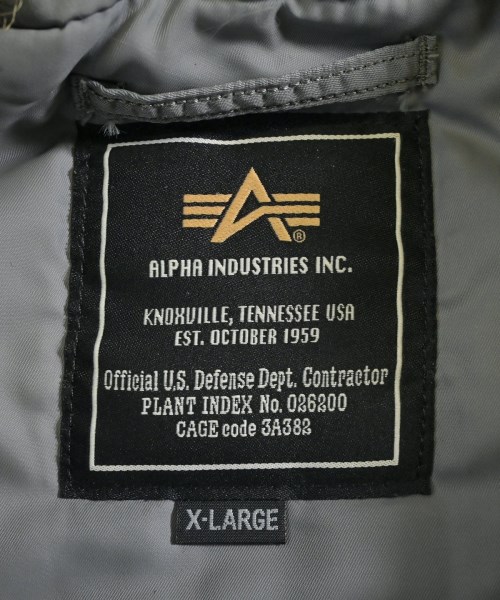 ®
ALPHA INDUSTRIES INC.
KNOXVILLE, TENNESSEE USA
EST. OCTOBER 1959
Official U.S. Defense Dept. Contractor
PLANT INDEX No. 026200
CAGE code 3A382
X-LARGE